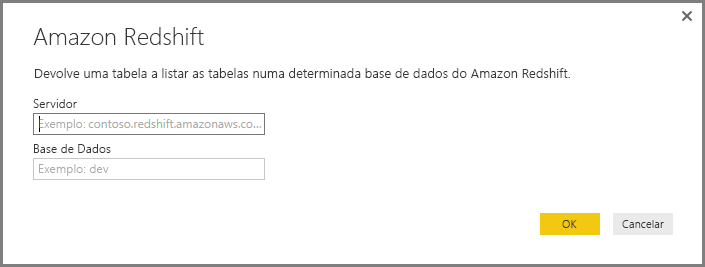 Amazon Redshift
Devolve uma tabela a listar as tabelas numa determinada base de dados do Amazon Redshift.
Servidor
Exemplo: contoso.redshift.amazonaws.co...
Base de Dados
Exemplo: dev
OK
Cancelar